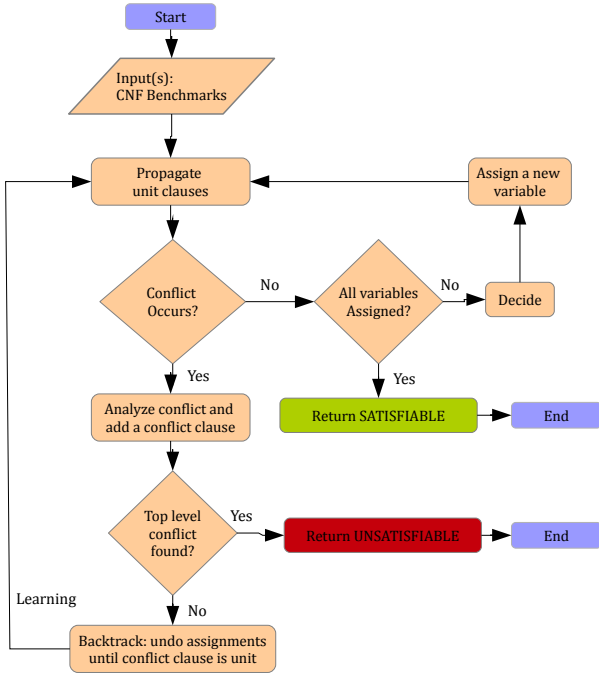 Start
Input(s):
CNF Benchmarks
Propagate
unit clauses
Assign a new
variable
Conflict
Occurs?
No
All variables
Assigned?
No
Decide
Yes
Yes
Analyze conflict and
add a conflict clause
Return SATISFIABLE
End
Top level
conflict
found?
Yes
Return UNSATISFIABLE
End
Learning
No
Backtrack: undo assignments
until conflict clause is unit